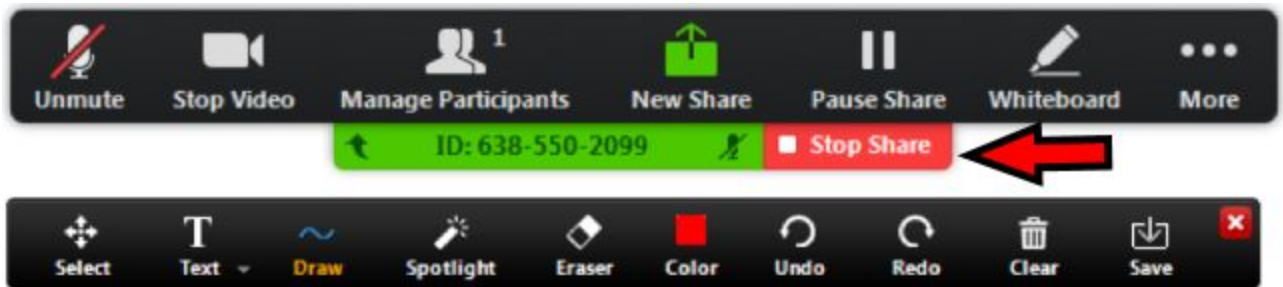 1
Unmute Stop Video Manage Participants New Share Pause Share Whiteboard More
ID: 638-550-2099 Stop Share
T
Select Text Draw Spotlight Eraser Color Undo Redo Clear Save